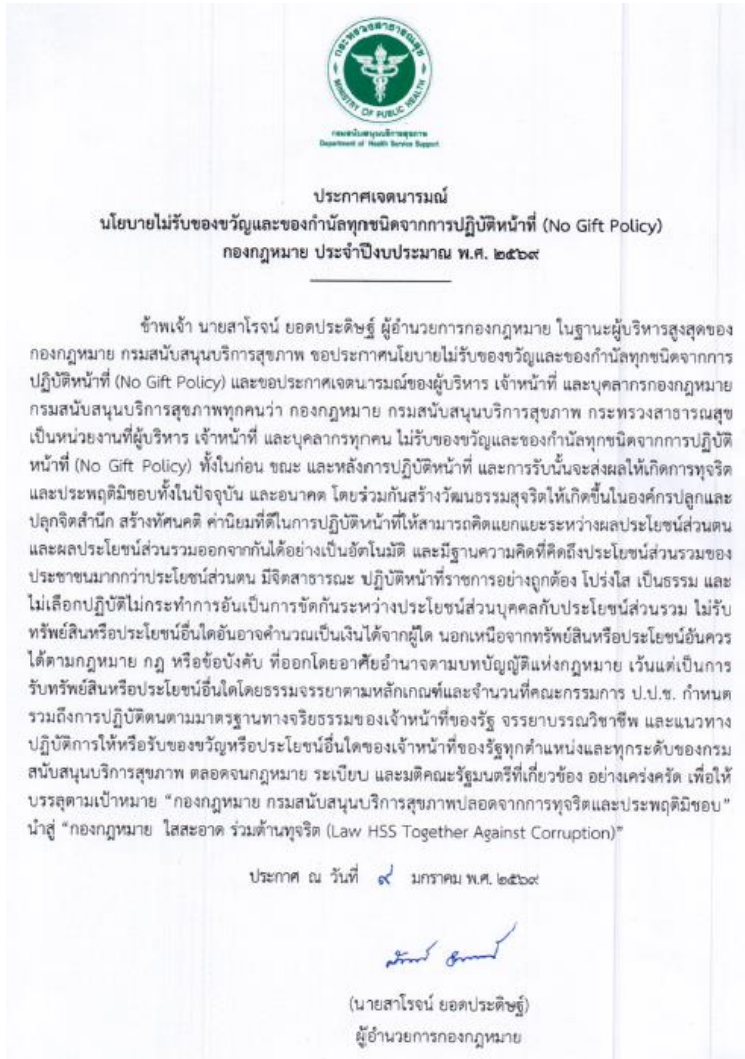 กระทรวงสาธารณสุข
MINISTRY OF PUBLIC HEALTH
กรมสนับสนุนบริการสุขภาพ
Department of Health Service Support
ประกาศเจตนารมณ์
นโยบายไม่รับของขวัญและของกำนัลทุกชนิดจากการปฏิบัติหน้าที่ (No Gift Policy)
กองกฎหมาย ประจำปีงบประมาณ พ.ศ. ๒๕๖๙
ข้าพเจ้า นายสาโรจน์ ยอดประดิษฐ์ ผู้อำนวยการกองกฎหมาย ในฐานะผู้บริหารสูงสุดของ
กองกฎหมาย กรมสนับสนุนบริการสุขภาพ ขอประกาศนโยบายไม่รับของขวัญและของกำนัลทุกชนิดจากการ
ปฏิบัติหน้าที่ (No Gift Policy) และขอประกาศเจตนารมณ์ของผู้บริหาร เจ้าหน้าที่ และบุคลากรกองกฎหมาย
กรมสนับสนุนบริการสุขภาพทุกคนว่า กองกฎหมาย กรมสนับสนุนบริการสุขภาพ กระทรวงสาธารณสุข
เป็นหน่วยงานที่ผู้บริหาร เจ้าหน้าที่ และบุคลากรทุกคน ไม่รับของขวัญและของกำนัลทุกชนิดจากการปฏิบัติ
หน้าที่ (No Gift Policy) ทั้งในก่อน ขณะ และหลังการปฏิบัติหน้าที่ และการรับนั้นจะส่งผลให้เกิดการทุจริต
และประพฤติมิชอบทั้งในปัจจุบัน และอนาคต โดยร่วมกันสร้างวัฒนธรรมสุจริตให้เกิดขึ้นในองค์กรปลูกและ
ปลุกจิตสำนึก สร้างทัศนคติ ค่านิยมที่ดีในการปฏิบัติหน้าที่ให้สามารถคิดแยกแยะระหว่างผลประโยชน์ส่วนตน
และผลประโยชน์ส่วนรวมออกจากกันได้อย่างเป็นอัตโนมัติ และมีฐานความคิดที่คิดถึงประโยชน์ส่วนรวมของ
ประชาชนมากกว่าประโยชน์ส่วนตน มีจิตสาธารณะ ปฏิบัติหน้าที่ราชการอย่างถูกต้อง โปร่งใส เป็นธรรม และ
ไม่เลือกปฏิบัติไม่กระทำการอันเป็นการขัดกันระหว่างประโยชน์ส่วนบุคคลกับประโยชน์ส่วนรวม ไม่รับ
ทรัพย์สินหรือประโยชน์อื่นใดอันอาจคำนวณเป็นเงินได้จากผู้ใด นอกเหนือจากทรัพย์สินหรือประโยชน์อันควร
ได้ตามกฎหมาย กฎ หรือข้อบังคับ ที่ออกโดยอาศัยอำนาจตามบทบัญญัติแห่งกฎหมาย เว้นแต่เป็นการ
รับทรัพย์สินหรือประโยชน์อื่นใดโดยธรรมจรรยาตามหลักเกณฑ์และจำนวนที่คณะกรรมการ ป.ป.ช. กำหนด
รวมถึงการปฏิบัติตนตามมาตรฐานทางจริยธรรมของเจ้าหน้าที่ของรัฐ จรรยาบรรณวิชาชีพ และแนวทาง
ปฏิบัติการให้หรือรับของขวัญหรือประโยชน์อื่นใดของเจ้าหน้าที่ของรัฐทุกตำแหน่งและทุกระดับของกรม
สนับสนุนบริการสุขภาพ ตลอดจนกฎหมาย ระเบียบ และมติคณะรัฐมนตรีที่เกี่ยวข้อง อย่างเคร่งครัด เพื่อให้
บรรลุตามเป้าหมาย “กองกฎหมาย กรมสนับสนุนบริการสุขภาพปลอดจากการทุจริตและประพฤติมิชอบ”
นำสู่ “กองกฎหมาย ใสสะอาด ร่วมต้านทุจริต (Law HSS Together Against Corruption)”
ประกาศ ณ วันที่ ๙ มกราคม พ.ศ. ๒๕๖๙
(นายสาโรจน์ ยอดประดิษฐ์)
ผู้อำนวยการกองกฎหมาย